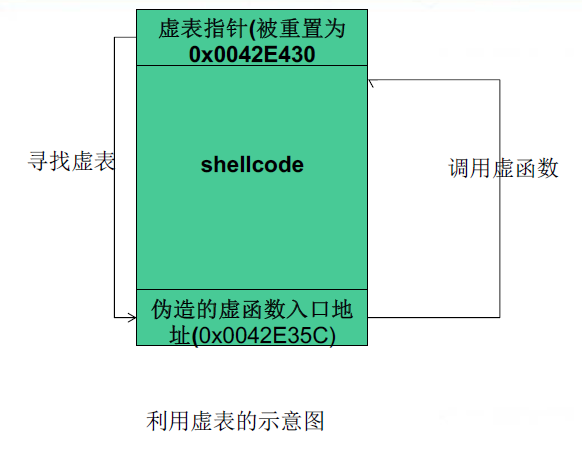 虚表指针(被重置为
0x0042E430
寻找虚表
shellcode
调用虚函数
伪造的虚函数入口地
址(0x0042E35C)
利用虚表的示意图